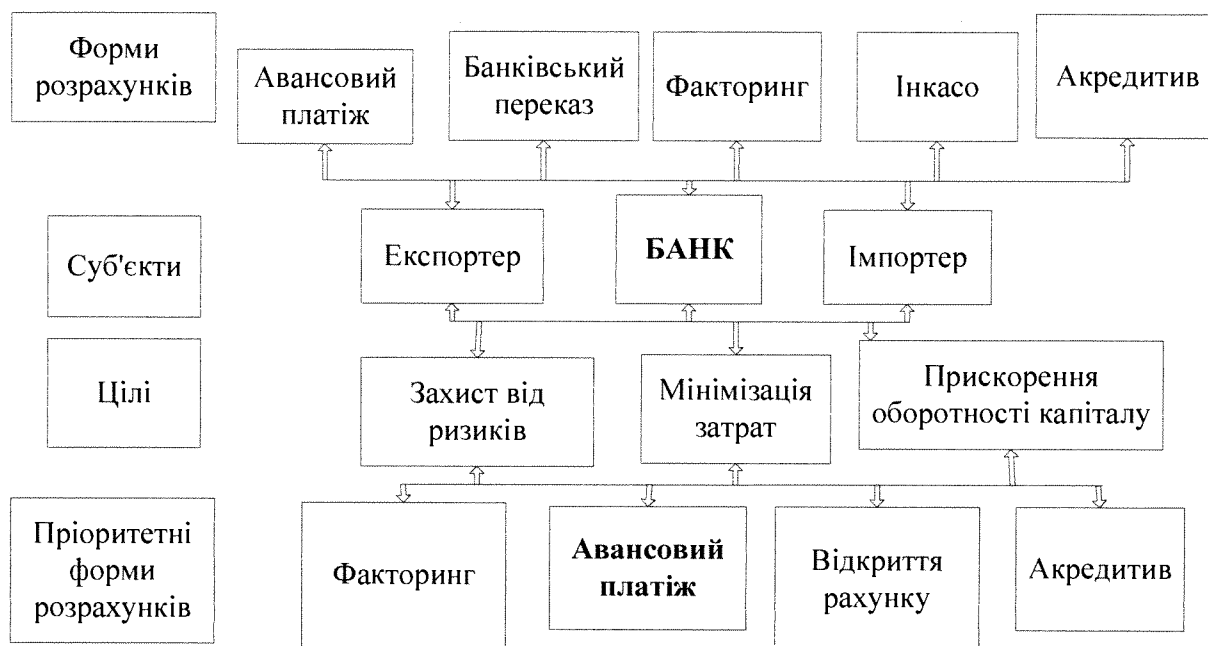 Форми
розрахунків
Авансовий
платіж
Банківський
переказ
Факторинг
Інкасо
Акредитив
Суб'єкти
Експортер
БАНК
Імпортер
Цілі
Захист від
ризиків
Мінімізація
затрат
Прискорення
оборотності капіталу
Пріоритетні
форми
розрахунків
Факторинг
Авансовий
платіж
Відкриття
рахунку
Акредитив